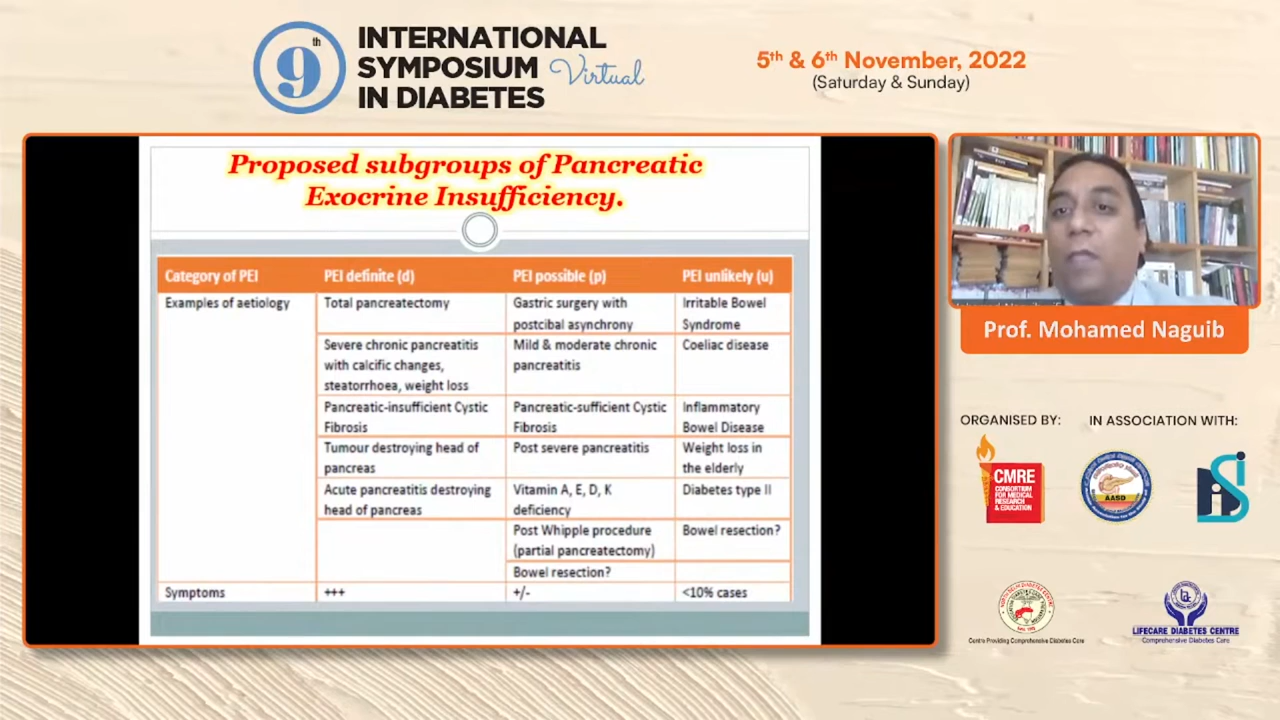 9th
INTERNATIONAL
SYMPOSIUM Virtual
IN DIABETES
5th & 6th November, 2022
(Saturday & Sunday)
Proposed subgroups of Pancreatic
Exocrine Insufficiency.
Category of PEI PEI definite (d) PEI possible (p) PEI unlikely (u)
Examples of aetiology Total pancreatectomy Gastric surgery with Irritable Bowel
postcibal asynchrony Syndrome
Severe chronic pancreatitis Mild & moderate chronic Coeliac disease
with calcific changes, pancreatitis
steatorrhoea, weight loss
Pancreatic-insufficient Cystic Pancreatic-sufficient Cystic Inflammatory
Fibrosis Fibrosis Bowel Disease
Tumour destroying head of Post severe pancreatitis Weight loss in
pancreas the elderly
Acute pancreatitis destroying Vitamin A, E, D, K Diabetes type II
head of pancreas deficiency
Post Whipple procedure Bowel resection?
(partial pancreatectomy)
Bowel resection?
Symptoms +++ +/- <10% cases
Prof. Mohamed Naguib
ORGANISED BY: IN ASSOCIATION WITH:
CMRE
CONSORTIUM
FOR MEDICAL
RESEARCH
& EDUCATION
AASD
Centre Providing Comprehensive Diabetes Care
LIFECARE DIABETES CENTRE
Comprehensive Diabetes Care